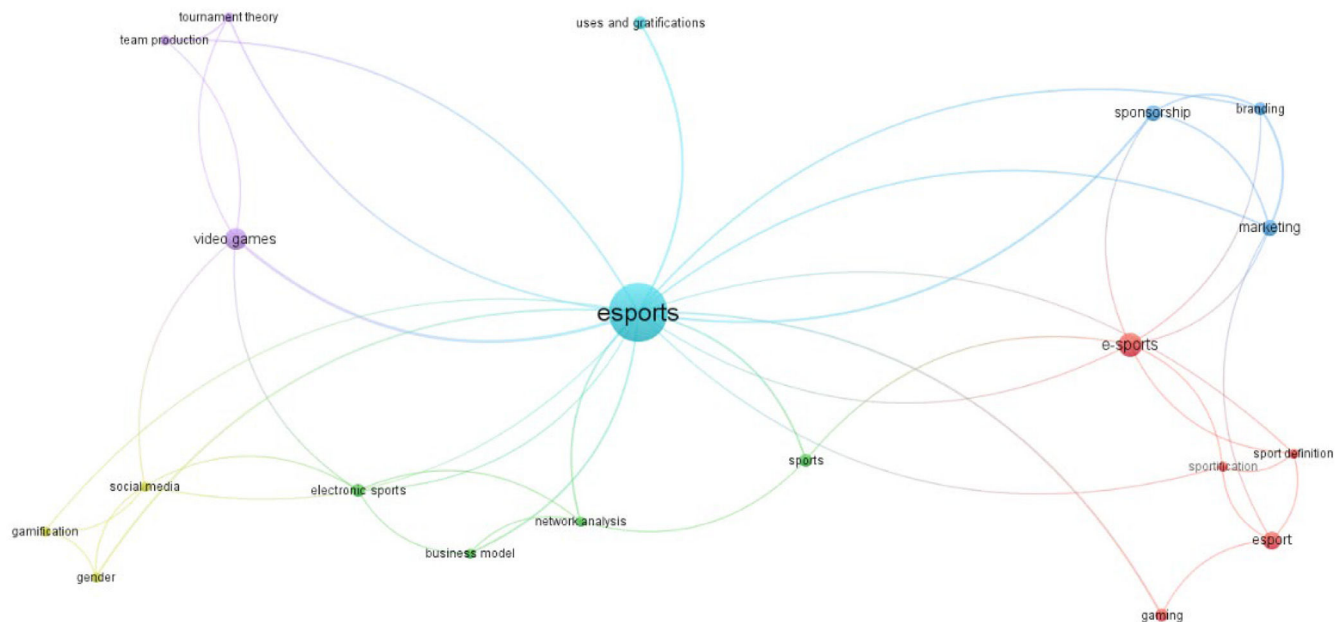 tournament theory
team production
uses and gratifications
sponsorship
branding
video games
marketing
esports
e-sports
sports
sport definition
sportification
social media
electronic sports
network analysis
gamification
esport
business model
gender
gaming